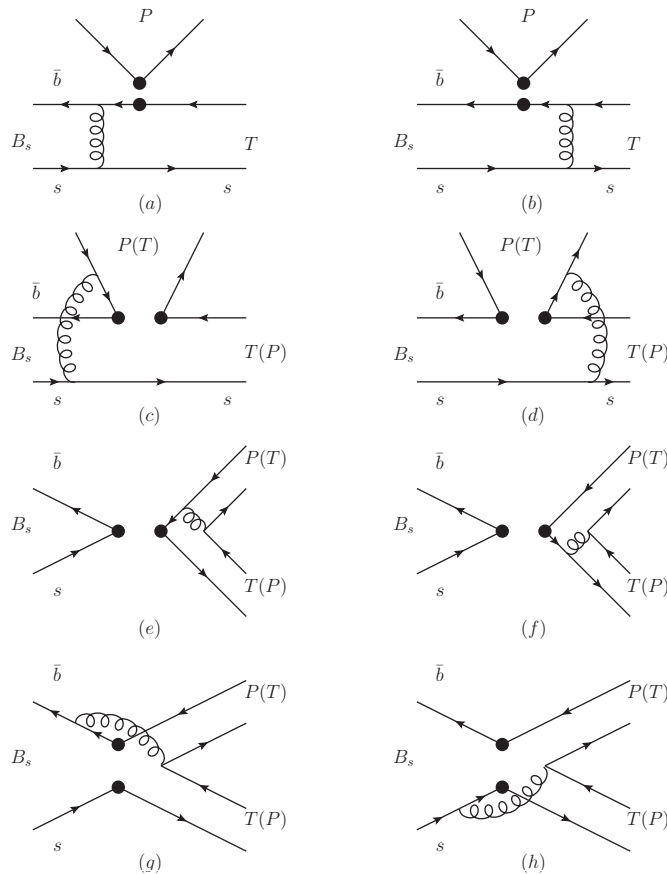 P P
b̄ b̄
B_s T B_s T
s s s s
(a) (b)
P(T) P(T)
b̄ b̄
B_s T(P) B_s T(P)
s s s s
(c) (d)
b̄ P(T) b̄ P(T)
B_s B_s
s T(P) s T(P)
(e) (f)
b̄ P(T) b̄ P(T)
B_s B_s
s T(P) s T(P)
(g) (h)